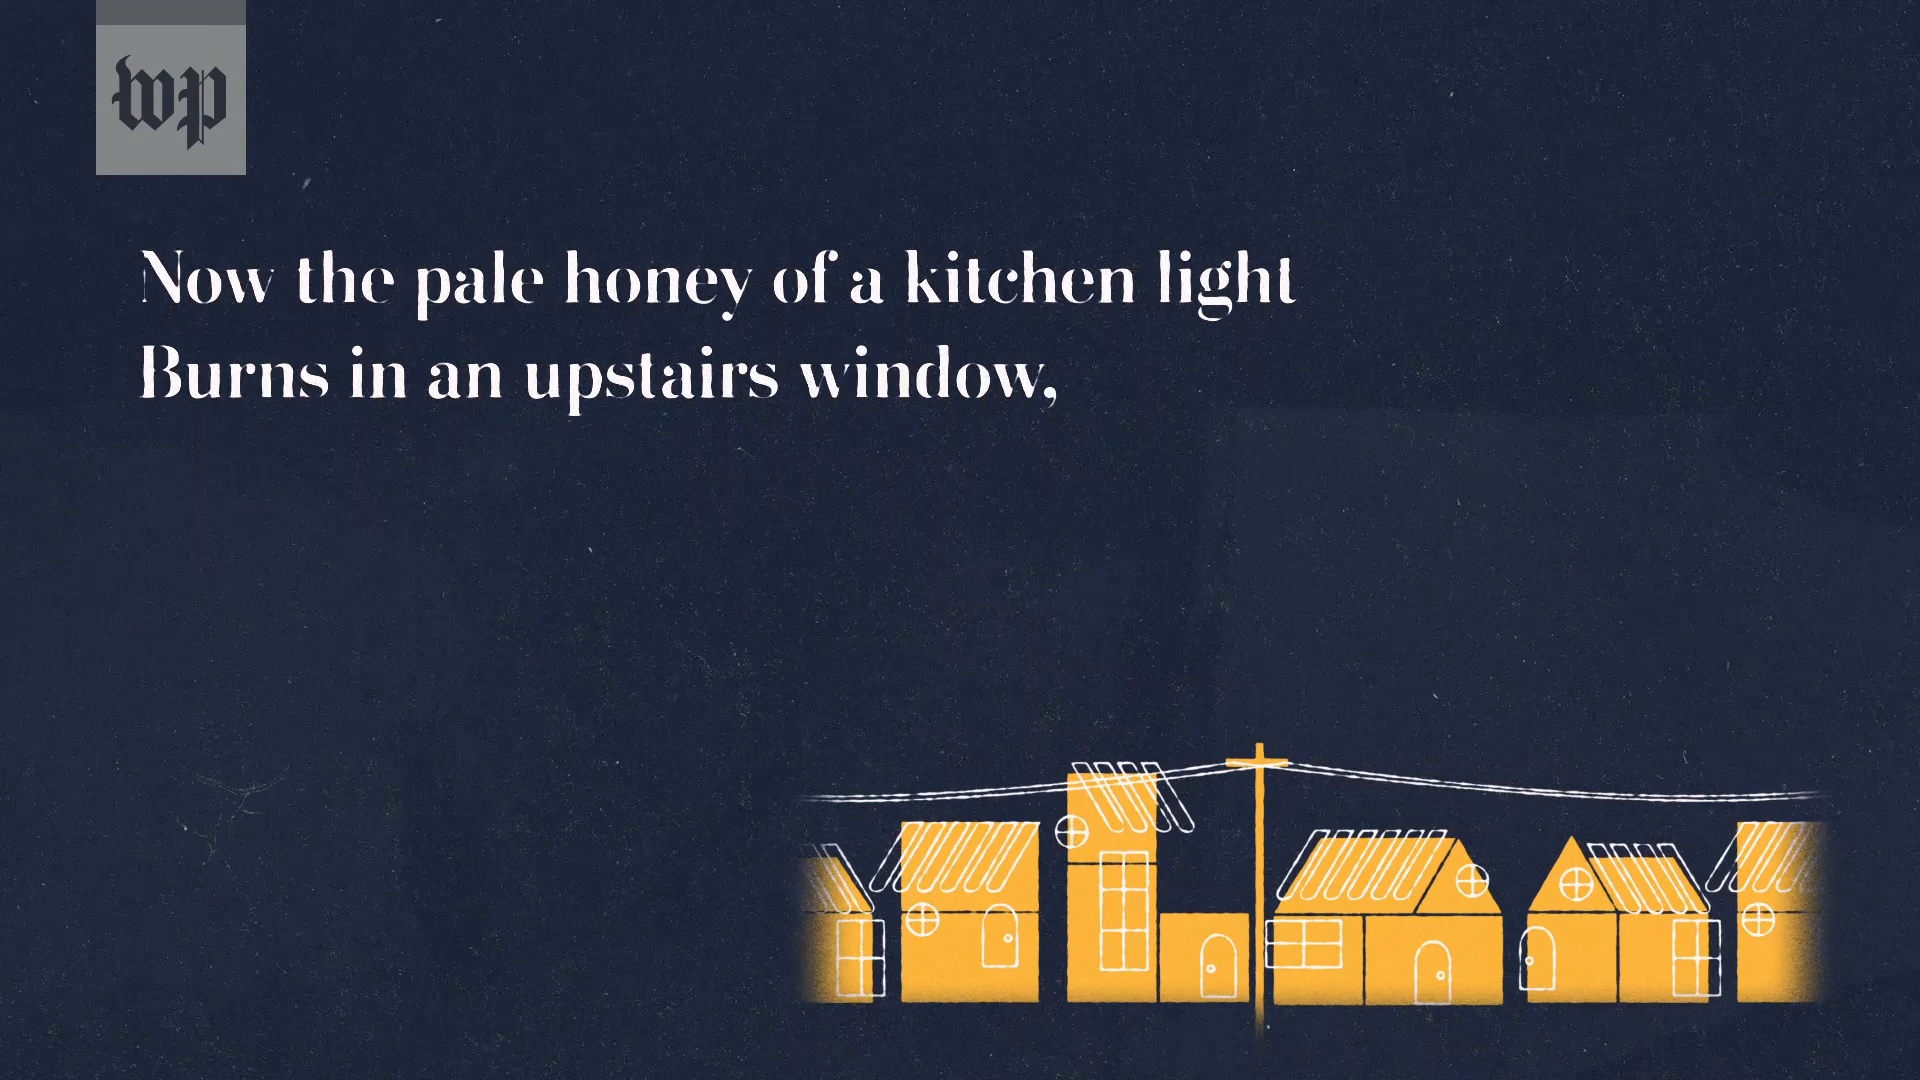 wp
Now the pale honey of a kitchen light
Burns in an upstairs window,